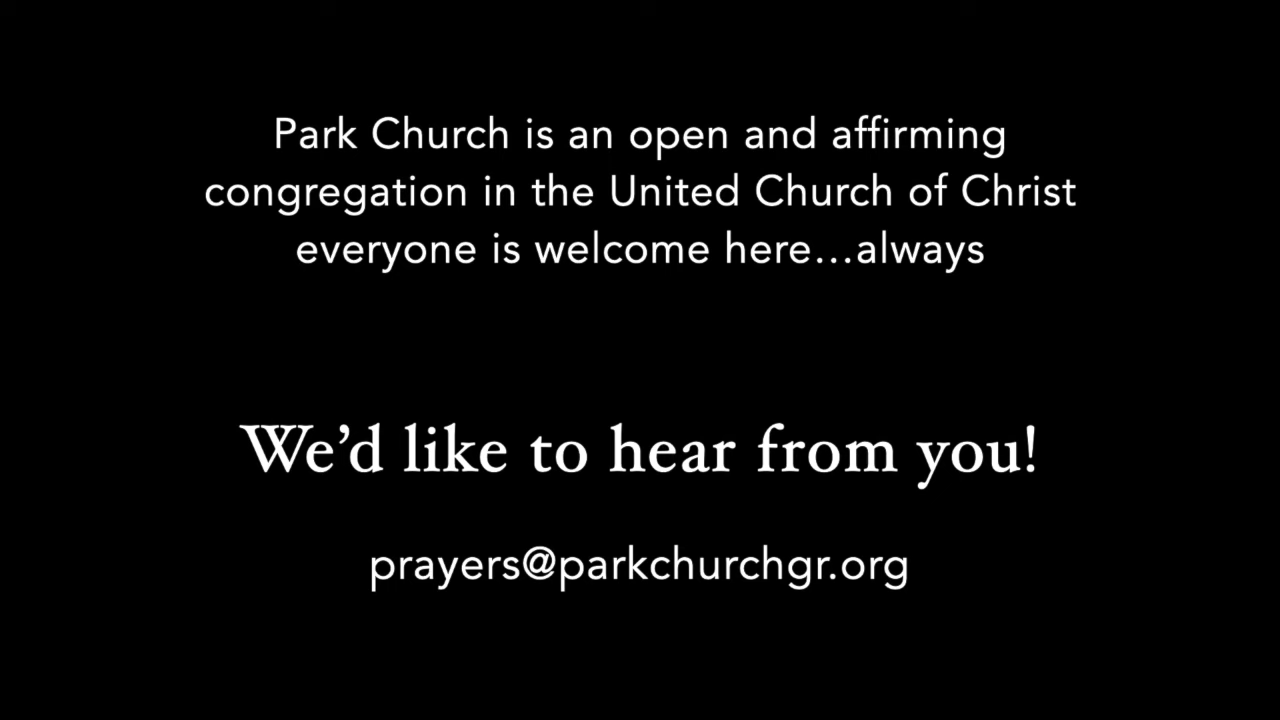 Park Church is an open and affirming
congregation in the United Church of Christ
everyone is welcome here...always
We’d like to hear from you!
prayers@parkchurchgr.org